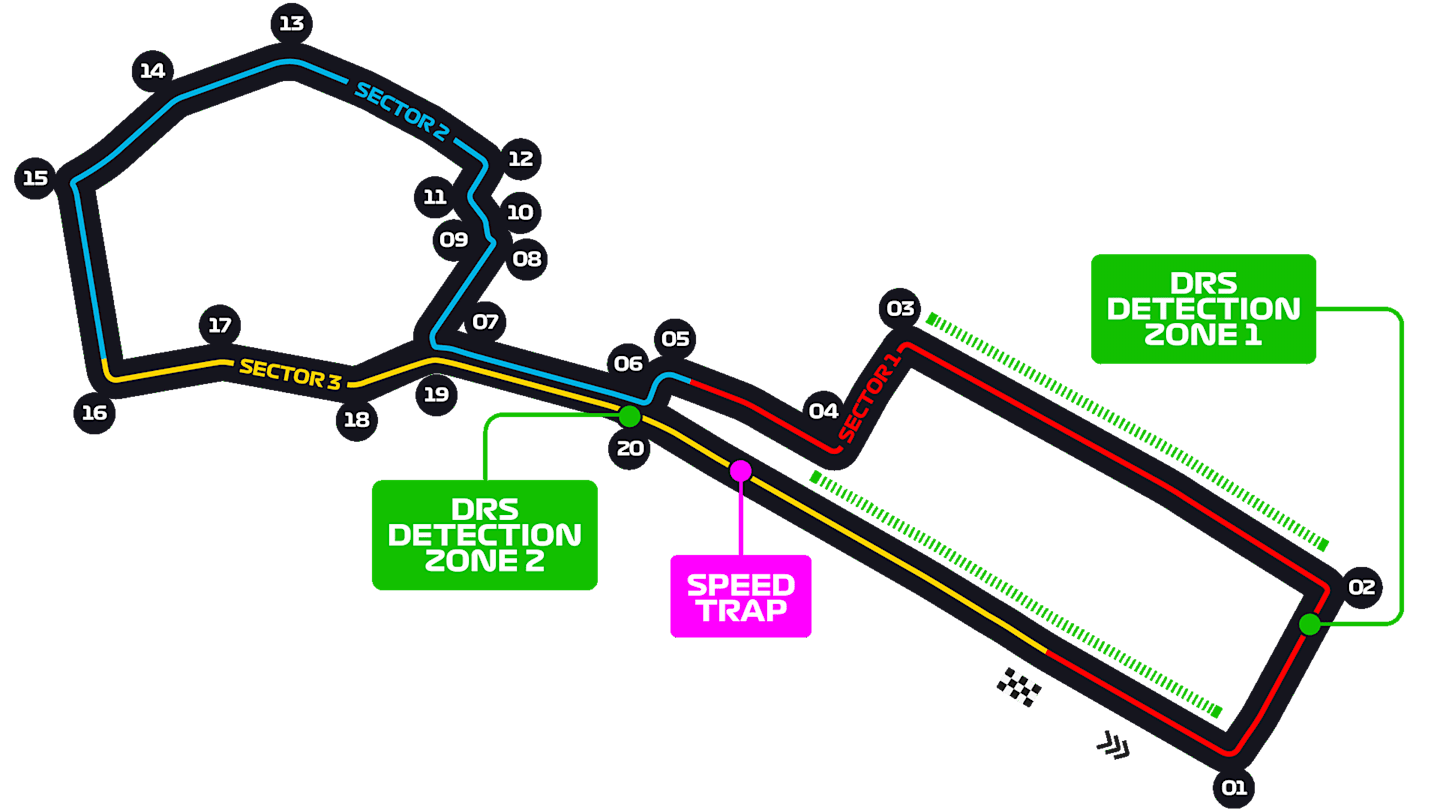 13
14
SECTOR 2
12
15
11
10
09
08
03
DRS
DETECTION
ZONE 1
17
07
05
06
SECTOR 3
SECTOR 1
04
16
18
19
20
02
DRS
DETECTION
ZONE 2
SPEED
TRAP
01